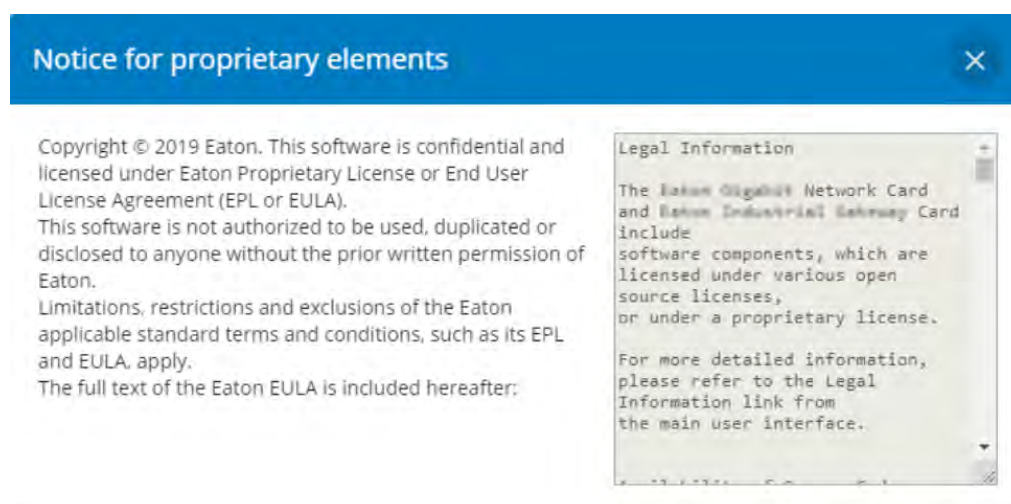 Notice for proprietary elements
Copyright © 2019 Eaton. This software is confidential and
licensed under Eaton Proprietary License or End User
License Agreement (EPL or EULA).
This software is not authorized to be used, duplicated or
disclosed to anyone without the prior written permission of
Eaton.
Limitations, restrictions and exclusions of the Eaton
applicable standard terms and conditions, such as its EPL
and EULA, apply.
The full text of the Eaton EULA is included hereafter:
Legal Information
The Network Card
and Card
include
software components, which are
licensed under various open
source licenses,
or under a proprietary license.
For more detailed information,
please refer to the Legal
Information link from
the main user interface.